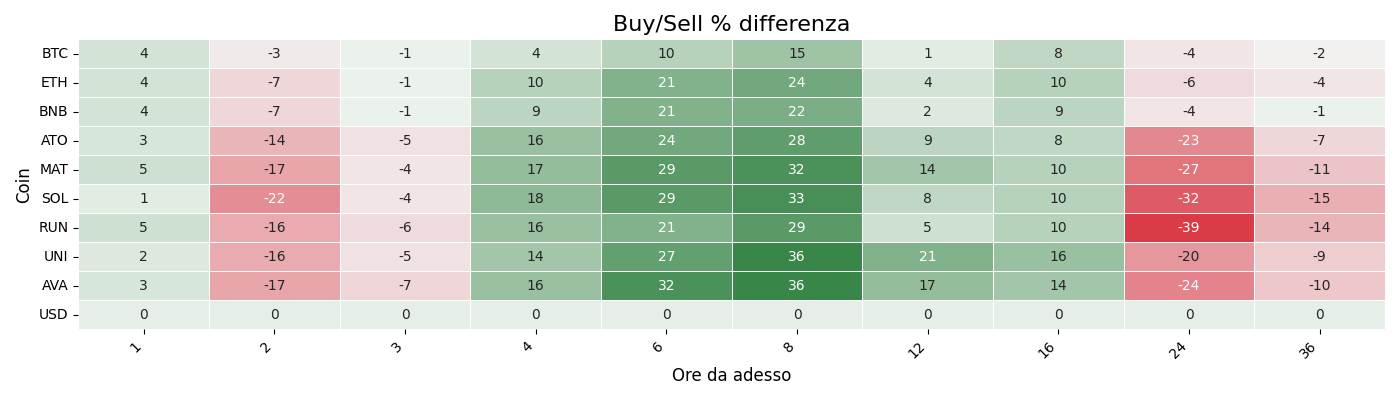 Buy/Sell % differenza
Coin
BTC 4 -3 -1 4 10 15 1 8 -4 -2
ETH 4 -7 -1 10 21 24 4 10 -6 -4
BNB 4 -7 -1 9 21 22 2 9 -4 -1
ATO 3 -14 -5 16 24 28 9 8 -23 -7
MAT 5 -17 -4 17 29 32 14 10 -27 -11
SOL 1 -22 -4 18 29 33 8 10 -32 -15
RUN 5 -16 -6 16 21 29 5 10 -39 -14
UNI 2 -16 -5 14 27 36 21 16 -20 -9
AVA 3 -17 -7 16 32 36 17 14 -24 -10
USD 0 0 0 0 0 0 0 0 0 0
1 2 3 4 6 8 12 16 24 36
Ore da adesso